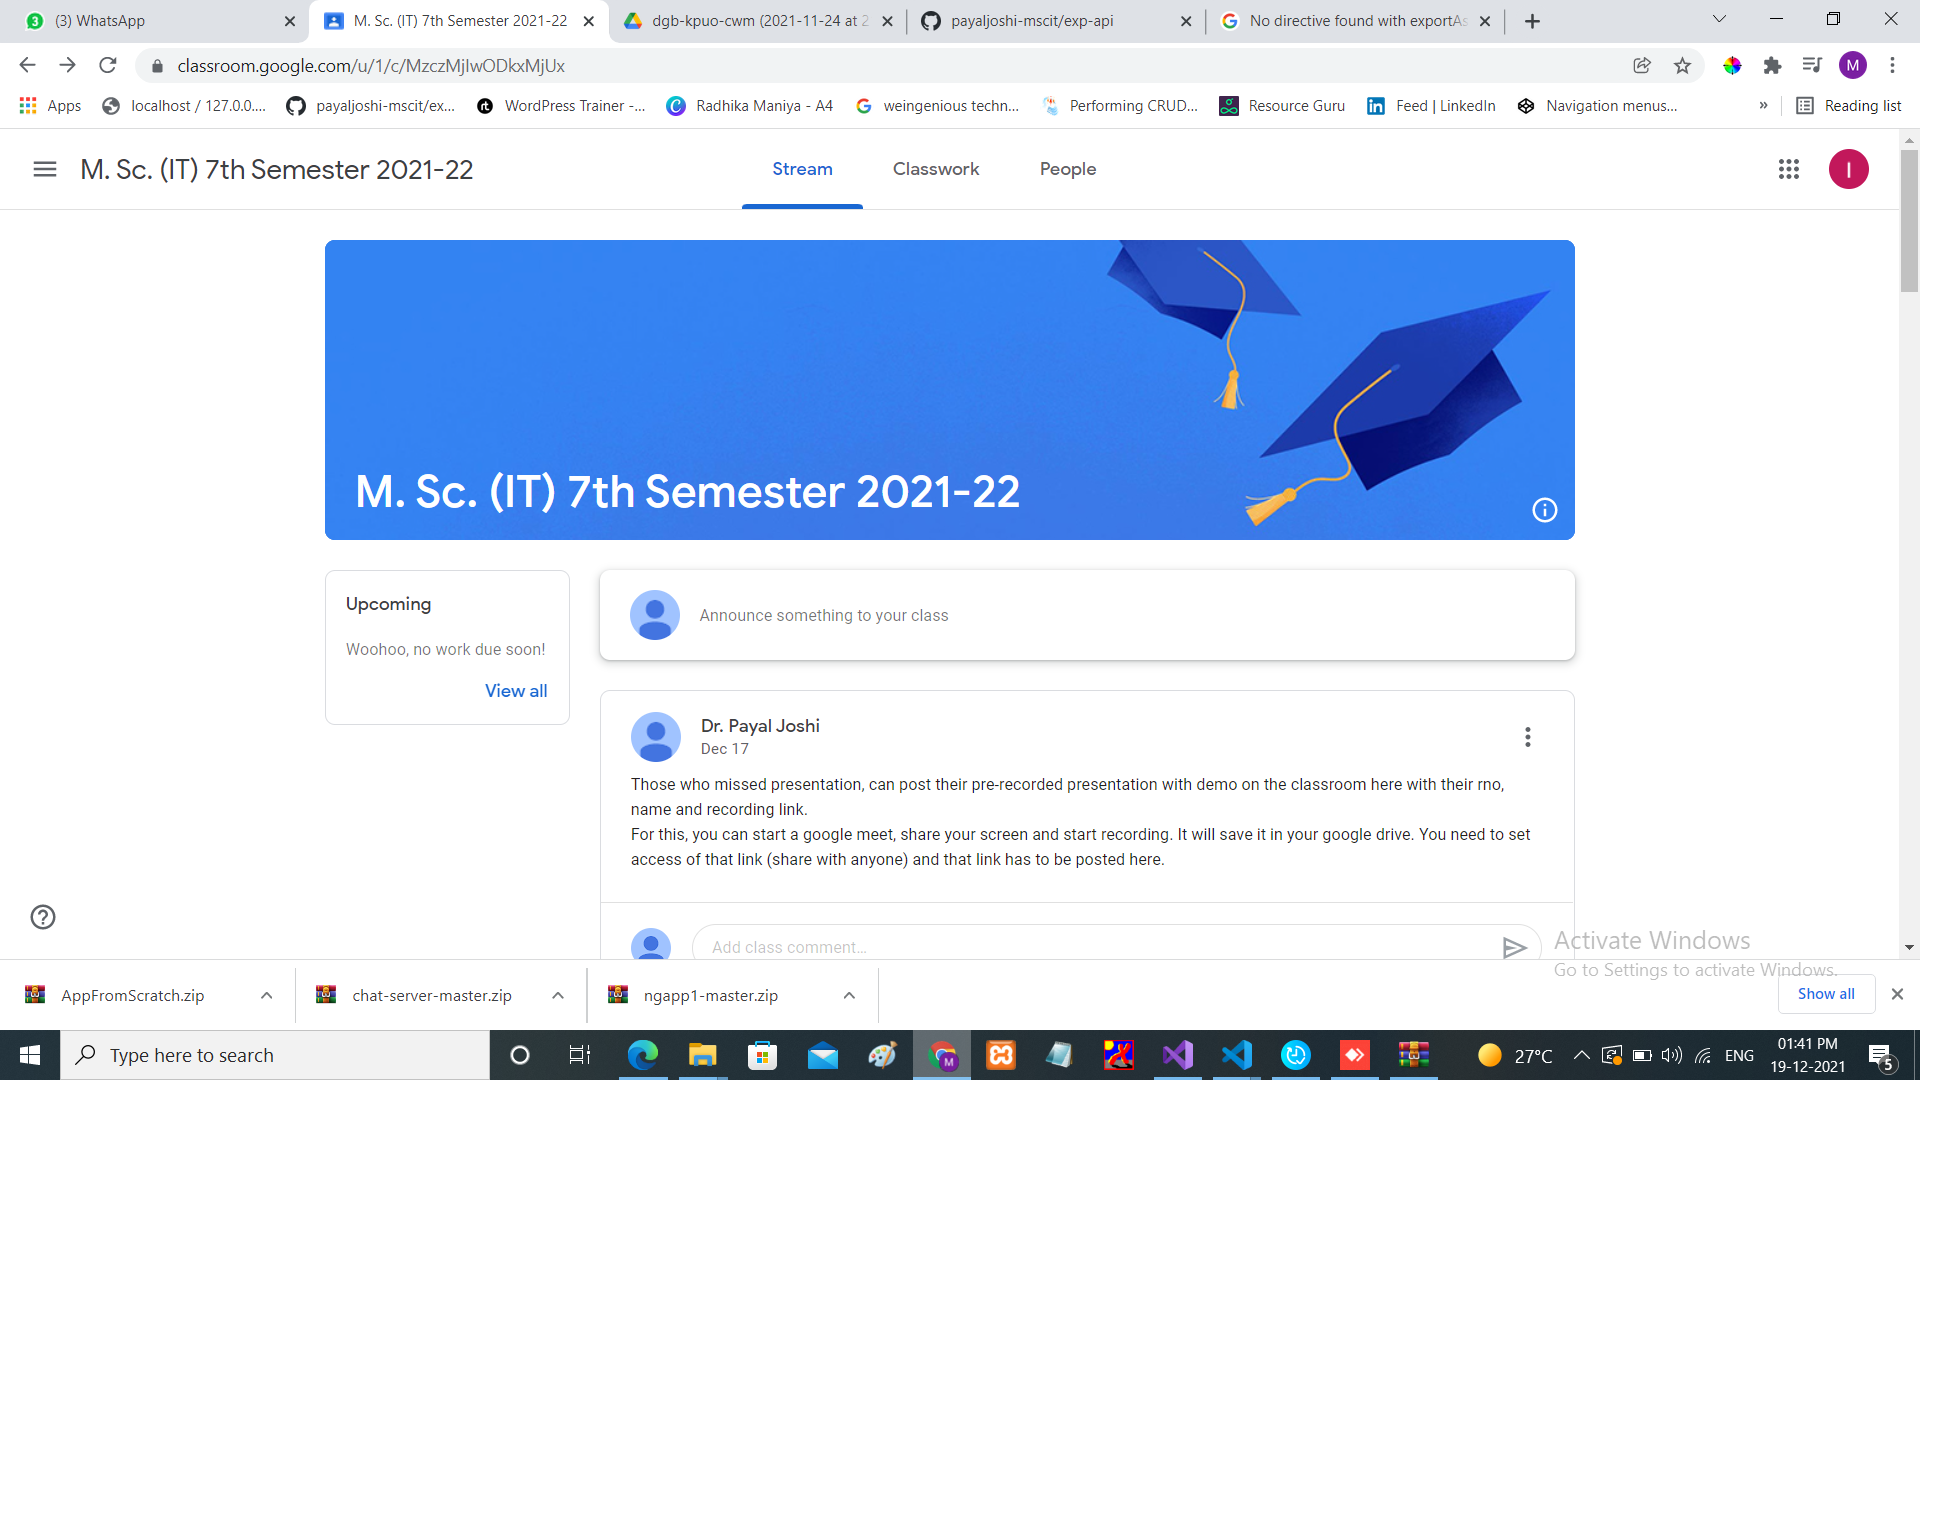 3 (3) WhatsApp
M. Sc. (IT) 7th Semester 2021-22
dgb-kpuo-cwm (2021-11-24 at 2
payaljoshi-mscit/exp-api
No directive found with exportAs
classroom.google.com/u/1/c/MzczMjIwODkxMjUx
M
Apps
localhost / 127.0.0....
payaljoshi-mscit/ex...
WordPress Trainer -...
Radhika Maniya - A4
weingenious techn...
Performing CRUD...
Resource Guru
Feed | LinkedIn
Navigation menus...
»
Reading list
M. Sc. (IT) 7th Semester 2021-22
Stream
Classwork
People
I
M. Sc. (IT) 7th Semester 2021-22
Upcoming
Woohoo, no work due soon!
View all
Announce something to your class
Dr. Payal Joshi
Dec 17
Those who missed presentation, can post their pre-recorded presentation with demo on the classroom here with their rno,
name and recording link.
For this, you can start a google meet, share your screen and start recording. It will save it in your google drive. You need to set
access of that link (share with anyone) and that link has to be posted here.
Add class comment...
Activate Windows
Go to Settings to activate Windows.
AppFromScratch.zip
chat-server-master.zip
ngapp1-master.zip
Show all
Type here to search
M
27°C
ENG
01:41 PM
19-12-2021
5